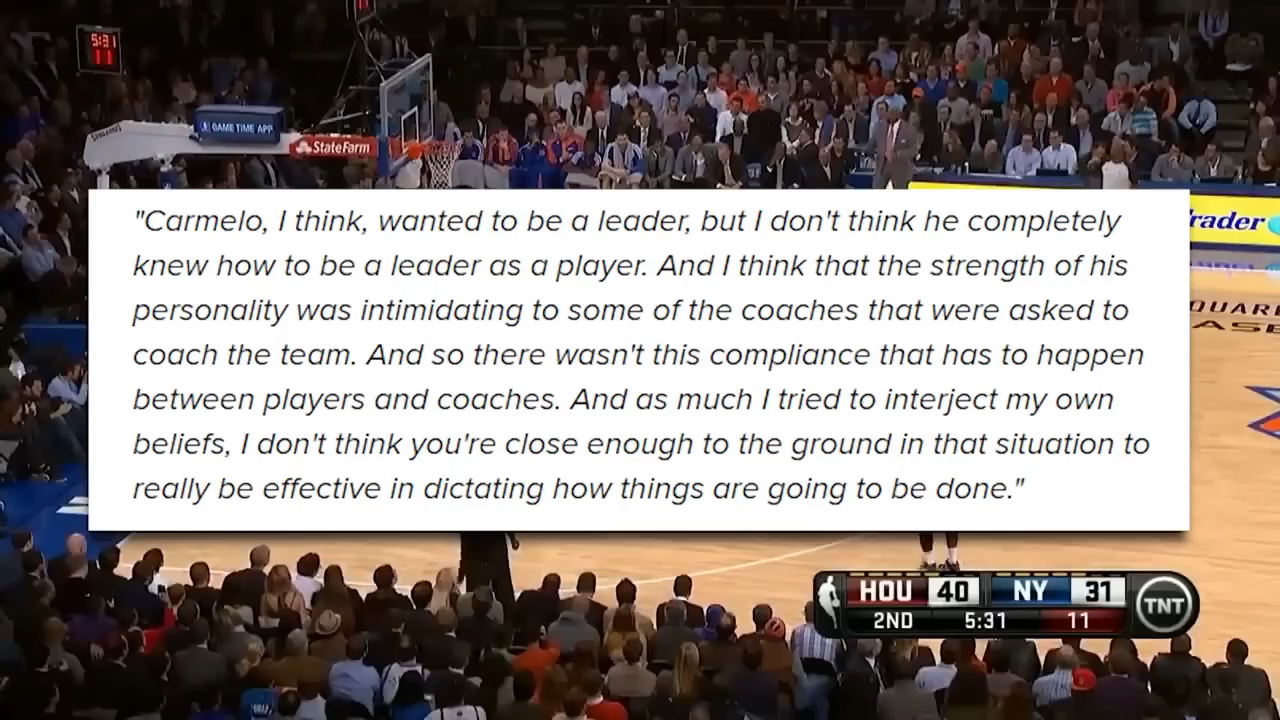 5:31
11
SPALDING
GAME TIME APP
StateFarm
"Carmelo, I think, wanted to be a leader, but I don't think he completely
knew how to be a leader as a player. And I think that the strength of his
personality was intimidating to some of the coaches that were asked to
coach the team. And so there wasn't this compliance that has to happen
between players and coaches. And as much I tried to interject my own
beliefs, I don't think you're close enough to the ground in that situation to
really be effective in dictating how things are going to be done."
rader
QUAR
ASE
HOU 40 NY 31
2ND 5:31 11
TNT